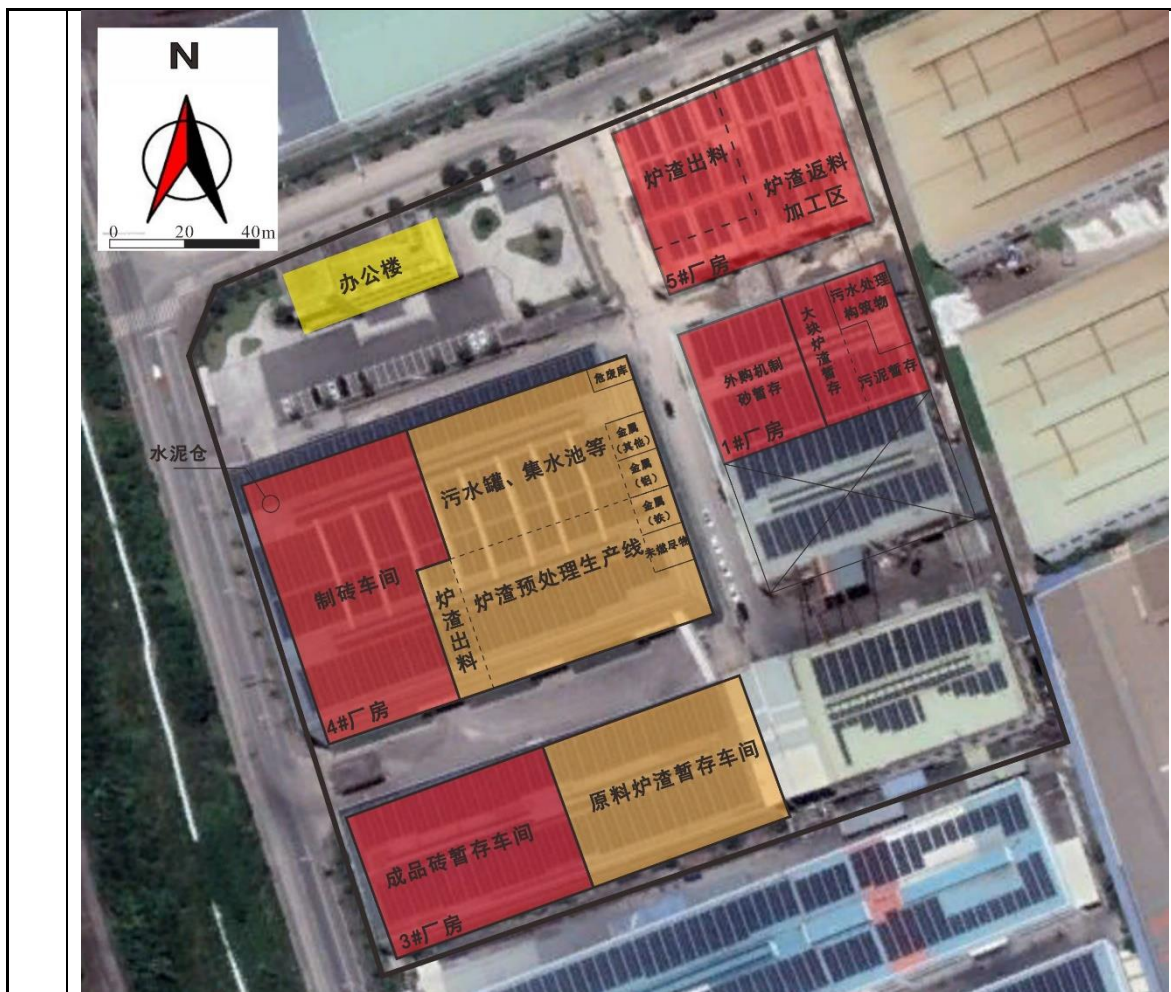 N
0 20 40m
炉渣出料
炉渣返料
加工区
5#厂房
办公楼
污水处理
构筑物
大块炉渣暂存
外购机制
砂暂存
污泥暂存
1#厂房
危废库
水泥仓
金属
(其他)
污水罐、集水池等
金属
(铝)
金属
(铁)
未燃尽物
炉渣预处理生产线
制砖车间
炉渣出料
4#厂房
原料炉渣暂存车间
成品砖暂存车间
3#厂房